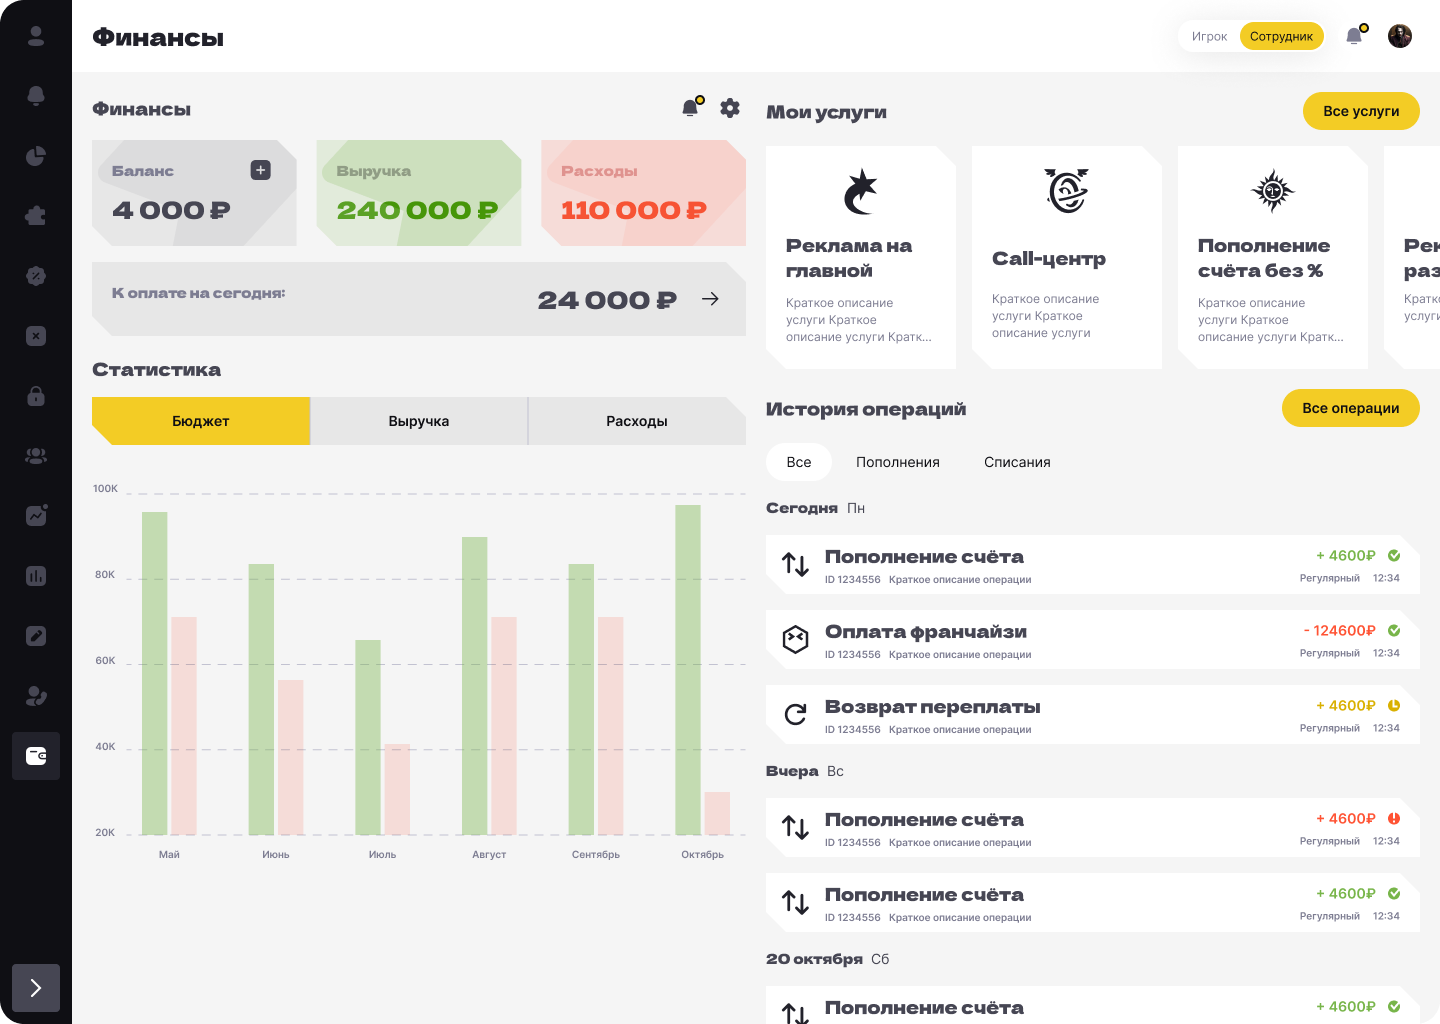 Финансы
Игрок
Сотрудник
Финансы
Баланс
4 000 ₽
Выручка
240 000 ₽
Расходы
110 000 ₽
К оплате на сегодня:
24 000 ₽
Статистика
Бюджет
Выручка
Расходы
100K
80K
60K
40K
20K
Май
Июнь
Июль
Август
Сентябрь
Октябрь
Мои услуги
Все услуги
Реклама на
главной
Краткое описание
услуги Краткое
описание услуги Кратк...
Call-центр
Краткое описание
услуги Краткое
описание услуги
Пополнение
счёта без %
Краткое описание
услуги Краткое
описание услуги Кратк...
История операций
Все операции
Все
Пополнения
Списания
Сегодня Пн
Пополнение счёта
+ 4600₽
ID 1234556 Краткое описание операции
Регулярный 12:34
Оплата франчайзи
- 124600₽
ID 1234556 Краткое описание операции
Регулярный 12:34
Возврат переплаты
+ 4600₽
ID 1234556 Краткое описание операции
Регулярный 12:34
Вчера Вс
Пополнение счёта
+ 4600₽
ID 1234556 Краткое описание операции
Регулярный 12:34
Пополнение счёта
+ 4600₽
ID 1234556 Краткое описание операции
Регулярный 12:34
20 октября Сб
Пополнение счёта
+ 4600₽